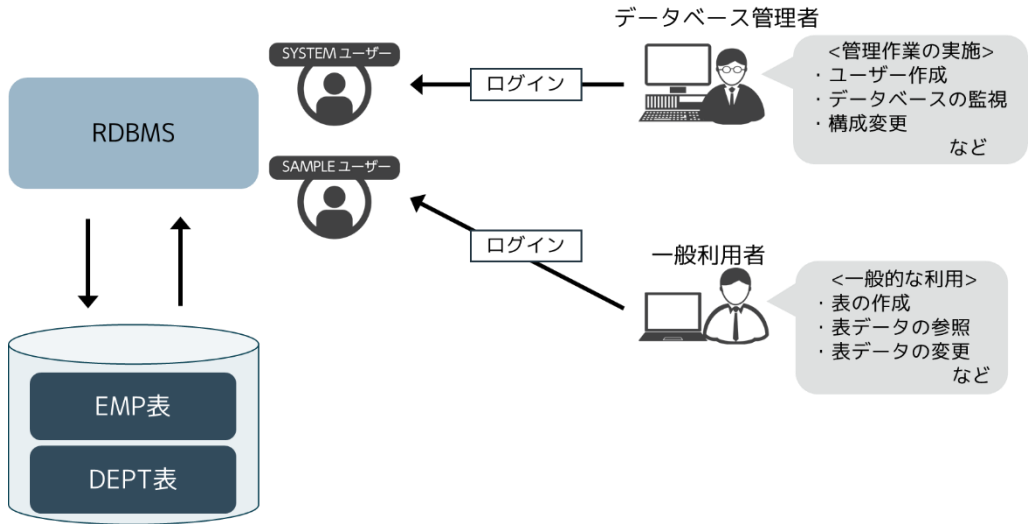 データベース管理者
SYSTEM ユーザー
ログイン
<管理作業の実施>
・ユーザー作成
・データベースの監視
・構成変更
など
RDBMS
SAMPLE ユーザー
ログイン
一般利用者
<一般的な利用>
・表の作成
・表データの参照
・表データの変更
など
EMP表
DEPT表